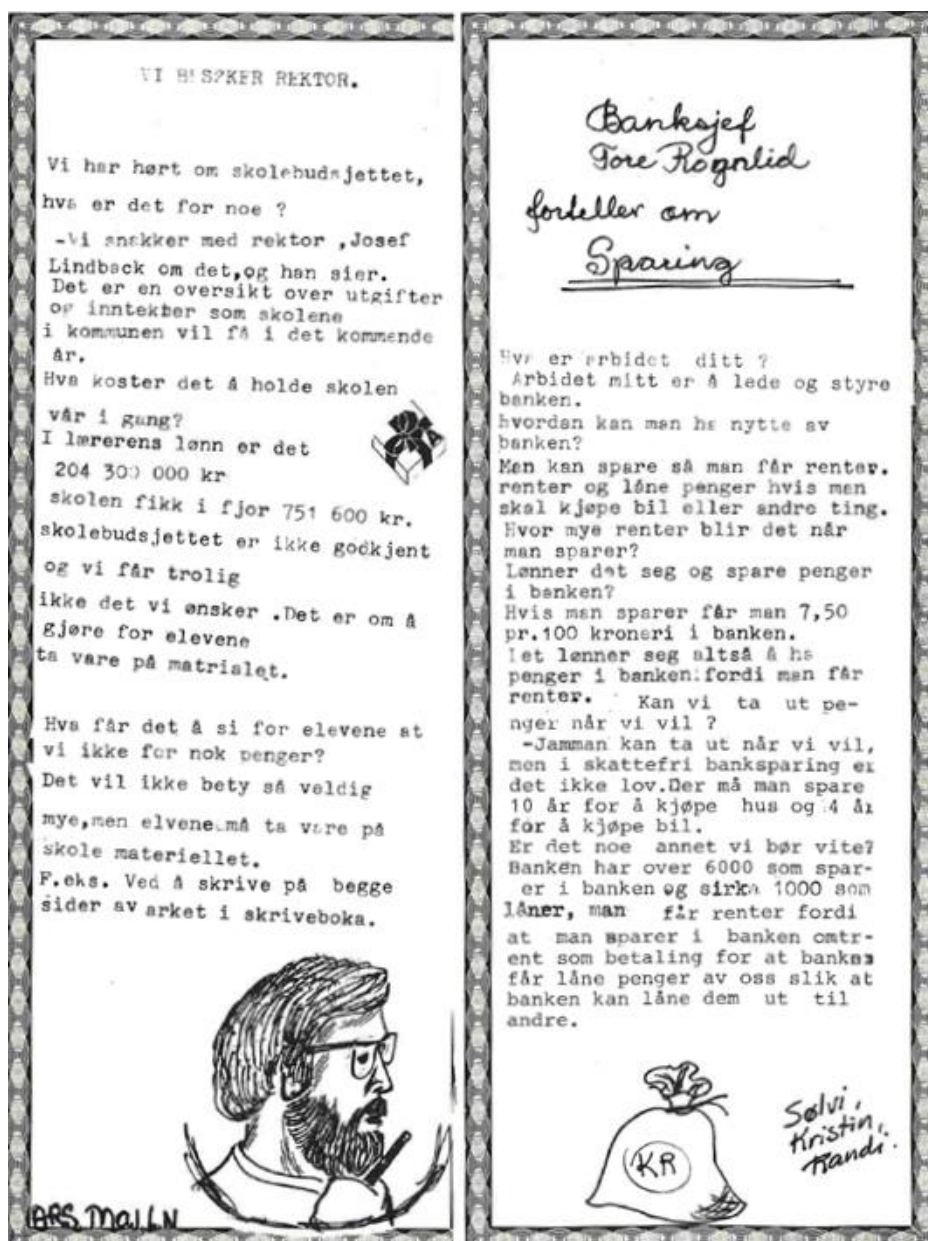 VI BESØKER REKTOR.
Vi har hørt om skolebudsjettet,
hva er det for noe ?
-Vi snakker med rektor ,Josef
Lindback om det,og han sier.
Det er en oversikt over utgifter
og inntekter som skolene
i kommunen vil få i det kommende
år.
Hva koster det å holde skolen
vår i gang?
I lærerens lønn er det
204 300 000 kr
skolen fikk i fjor 751 600 kr.
skolebudsjettet er ikke godkjent
og vi får trolig
ikke det vi ønsker .Det er om å
gjøre for elevene
ta vare på matrialet.
Hva får det å si for elevene at
vi ikke for nok penger?
Det vil ikke bety så veldig
mye,men elvene må ta vare på
skole materiellet.
F.eks. Ved å skrive på begge
sider av arket i skriveboka.
Banksjef
Tore Rognlid
forteller om
Sparing
Hva er arbidet ditt ?
Arbidet mitt er å lede og styre
banken.
hvordan kan man ha nytte av
banken?
Man kan spare så man får renter.
renter og låne penger hvis man
skal kjøpe bil eller andre ting.
Hvor mye renter blir det når
man sparer?
Lønner det seg og spare penger
i banken?
Hvis man sparer får man 7,50
pr.100 kroneri i banken.
Det lønner seg altså å ha
penger i banken fordi man får
renter. Kan vi ta ut pe-
nger når vi vil ?
-Jamman kan ta ut når vi vil,
men i skattefri banksparing er
det ikke lov.Der må man spare
10 år for å kjøpe hus og 4 år
for å kjøpe bil.
Er det noe annet vi bør vite?
Banken har over 6000 som spar-
er i banken og sirka 1000 som
låner, man får renter fordi
at man sparer i banken omtr-
ent som betaling for at banken
får låne penger av oss slik at
banken kan låne dem ut til
andre.
KR
Sølvi,
Kristin,
Randi.